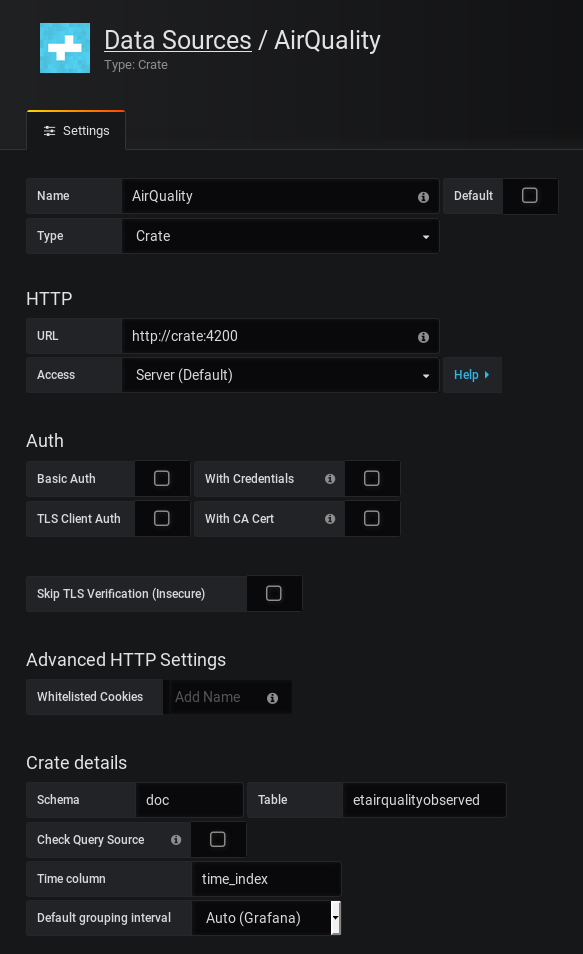 Data Sources / AirQuality
Type: Crate
Settings
Name AirQuality Default
Type Crate
HTTP
URL http://crate:4200
Access Server (Default) Help
Auth
Basic Auth With Credentials
TLS Client Auth With CA Cert
Skip TLS Verification (Insecure)
Advanced HTTP Settings
Whitelisted Cookies Add Name
Crate details
Schema doc Table etairqualityobserved
Check Query Source
Time column time_index
Default grouping interval Auto (Grafana)